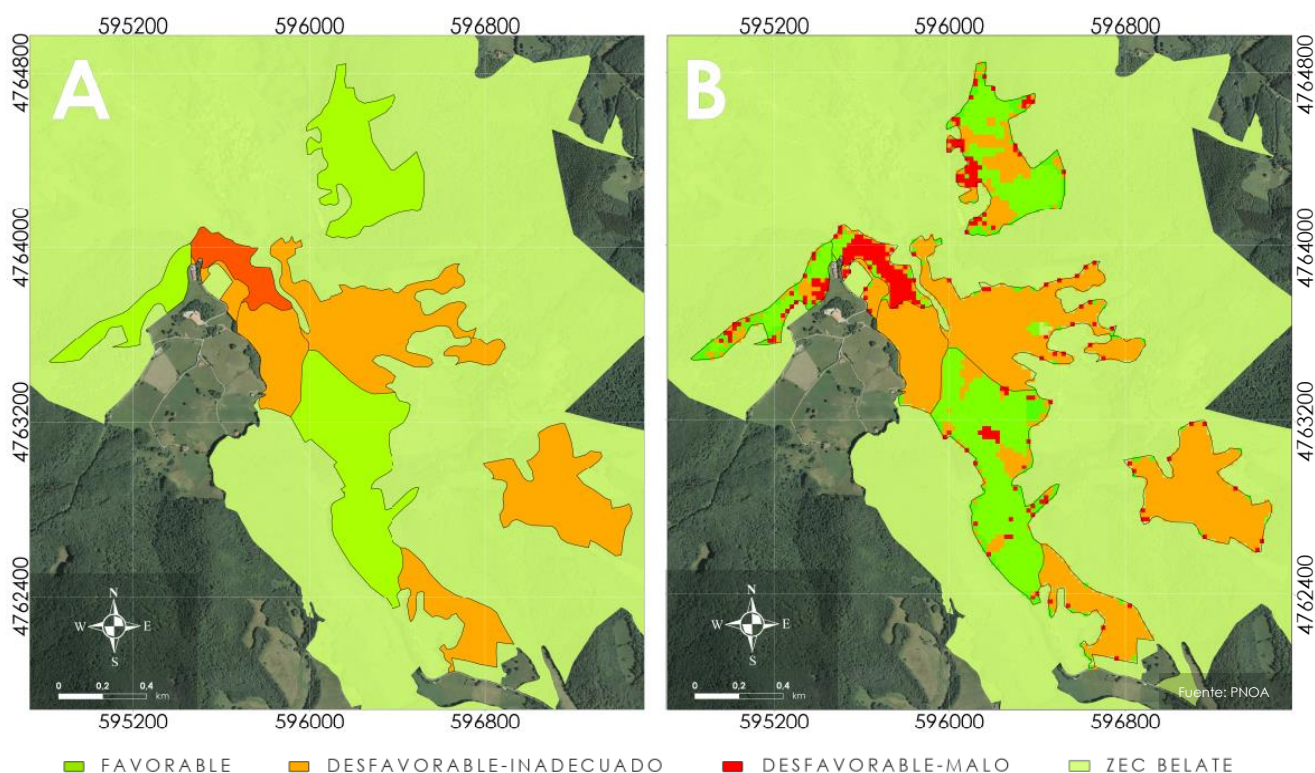 595200 596000 596800 595200 596000 596800
A
B
4764800
4764000
4763200
4762400
4764800
4764000
4763200
4762400
N
W E
S
0 0,2 0,4
km
N
W E
S
0 0,2 0,4
km
Fuente: PNOA
595200 596000 596800 595200 596000 596800
FAVORABLE DESFAVORABLE-INADECUADO DESFAVORABLE-MALO ZEC BELATE